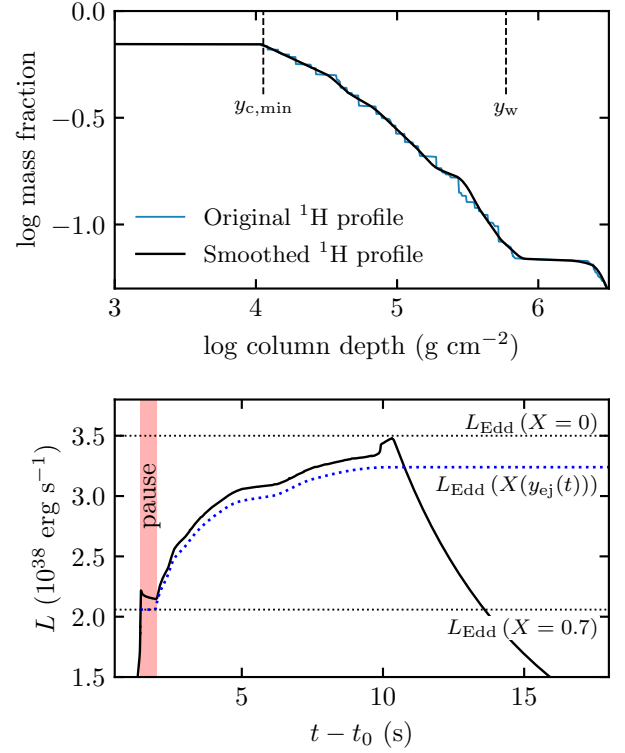 0.0
−0.5
−1.0
log mass fraction
y_c,min
y_w
Original ¹H profile
Smoothed ¹H profile
3 4 5 6
log column depth (g cm⁻²)
L_Edd (X = 0)
L_Edd (X(y_ej(t)))
L_Edd (X = 0.7)
pause
3.5
3.0
2.5
2.0
1.5
L (10³⁸ erg s⁻¹)
5 10 15
t − t₀ (s)